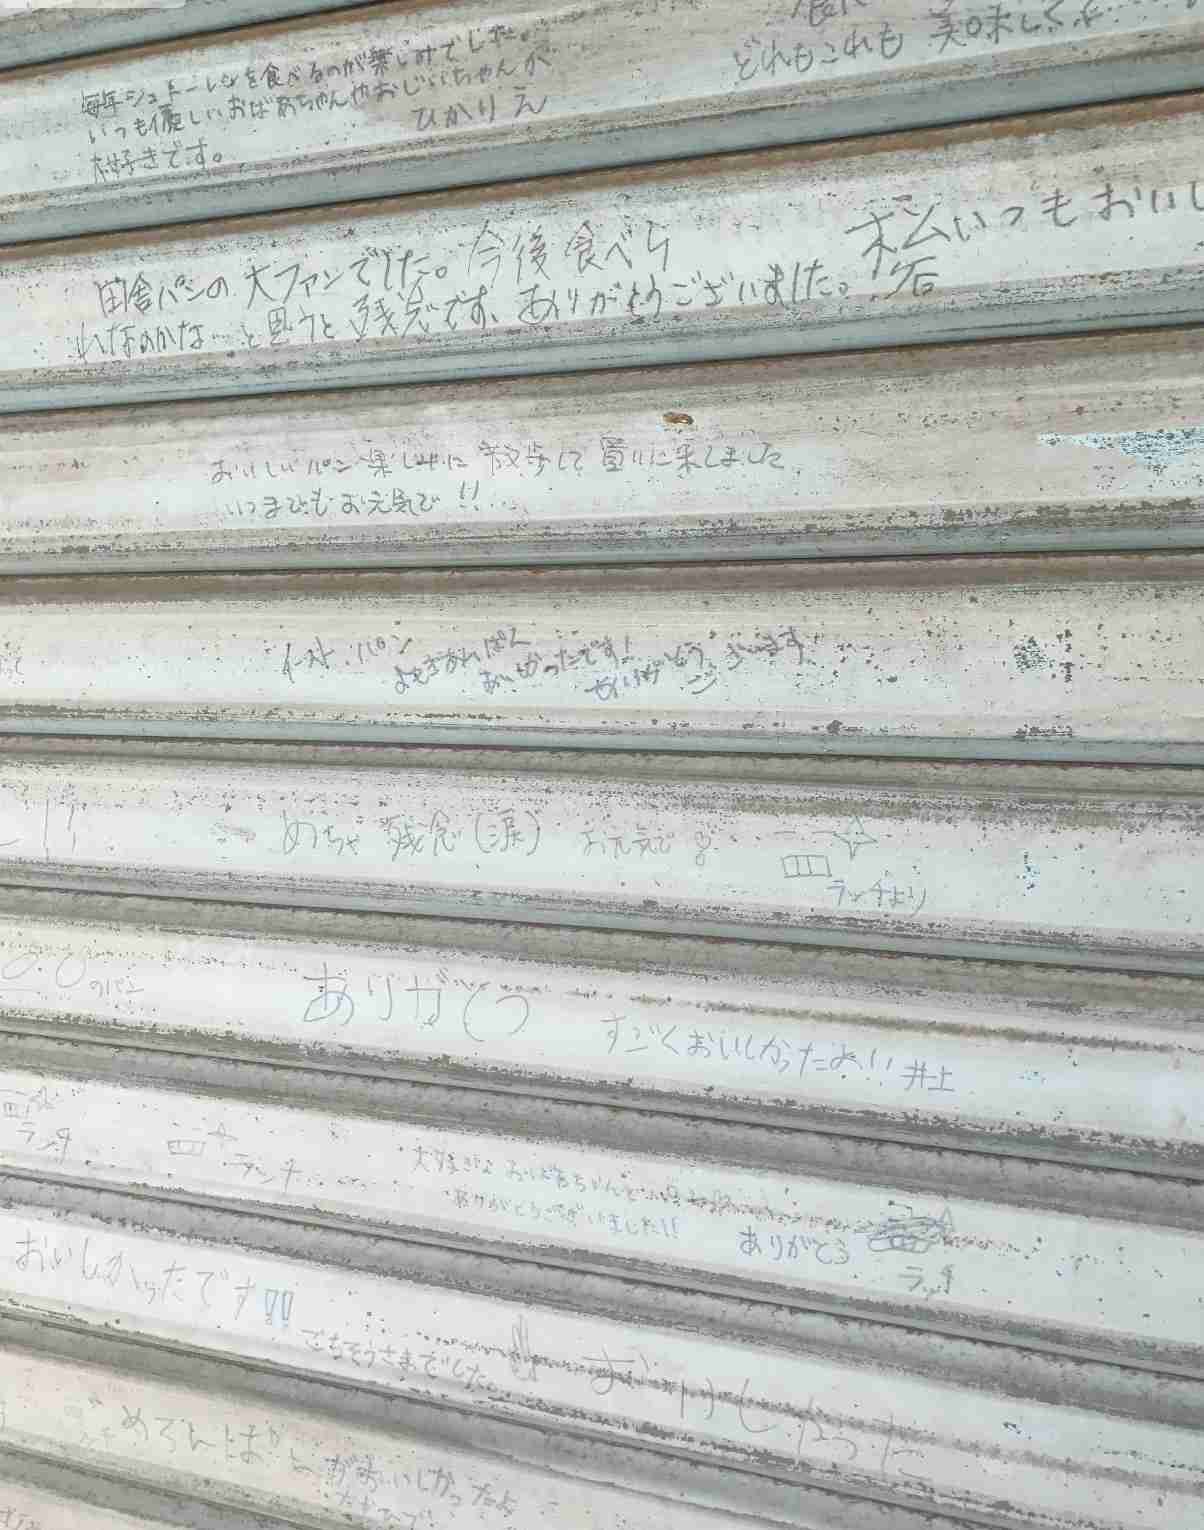 どれもこれも 美味しくて
毎年シュトーレンを食べるのが楽しみでした。
いつも優しいおばあちゃんやおじいちゃんが
大好きです。
ひかりえ
田舎パンの 大ファンでした。今後 食べら
れないのかな…と思うと 残念です、ありがとうございました。
いつもおいし
おいしいパン 楽しみに 散歩して 買いに来ました
いつまでもお元気で!!
イースト パン
おいしかったです!
ありがとう ございます
めちゃ 残念(涙) お元気で
ラッチより
のパン
ありがとう
すごくおいしかったよ!! 井上
ラッチ
ラッチ
大好きな おばあちゃんと
ありがとうございました!!
ありがとう
ラッチ
おいしかったです!!
ごちそうさまでした。
めろんぱん
がおいしかったよ